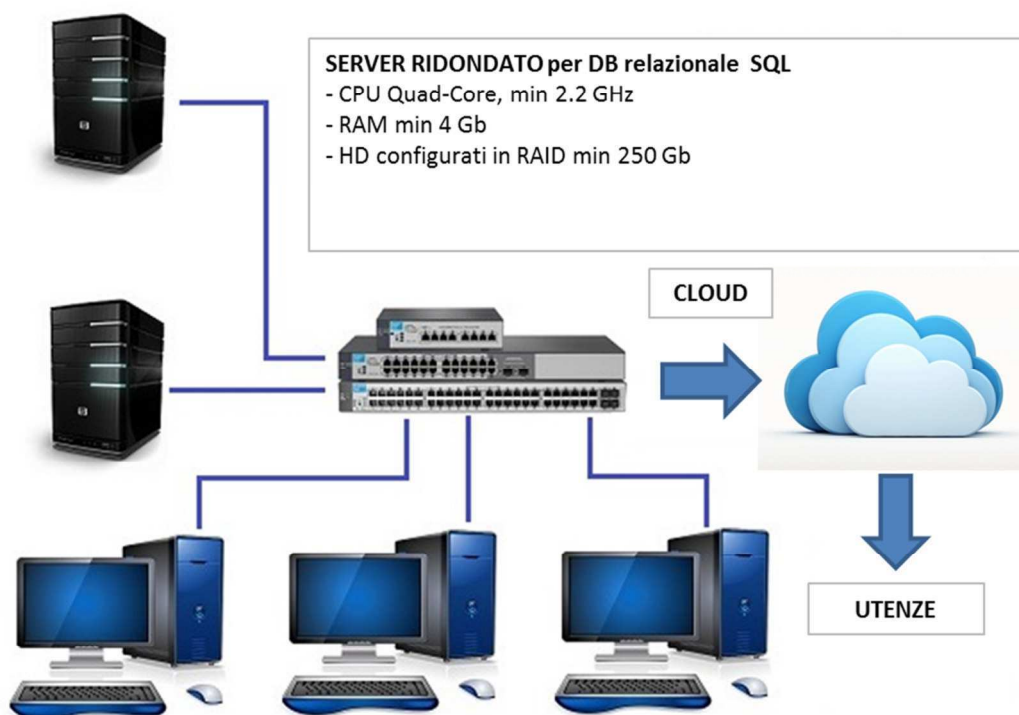 SERVER RIDONDATO per DB relazionale SQL
- CPU Quad-Core, min 2.2 GHz
- RAM min 4 Gb
- HD configurati in RAID min 250 Gb
CLOUD
UTENZE